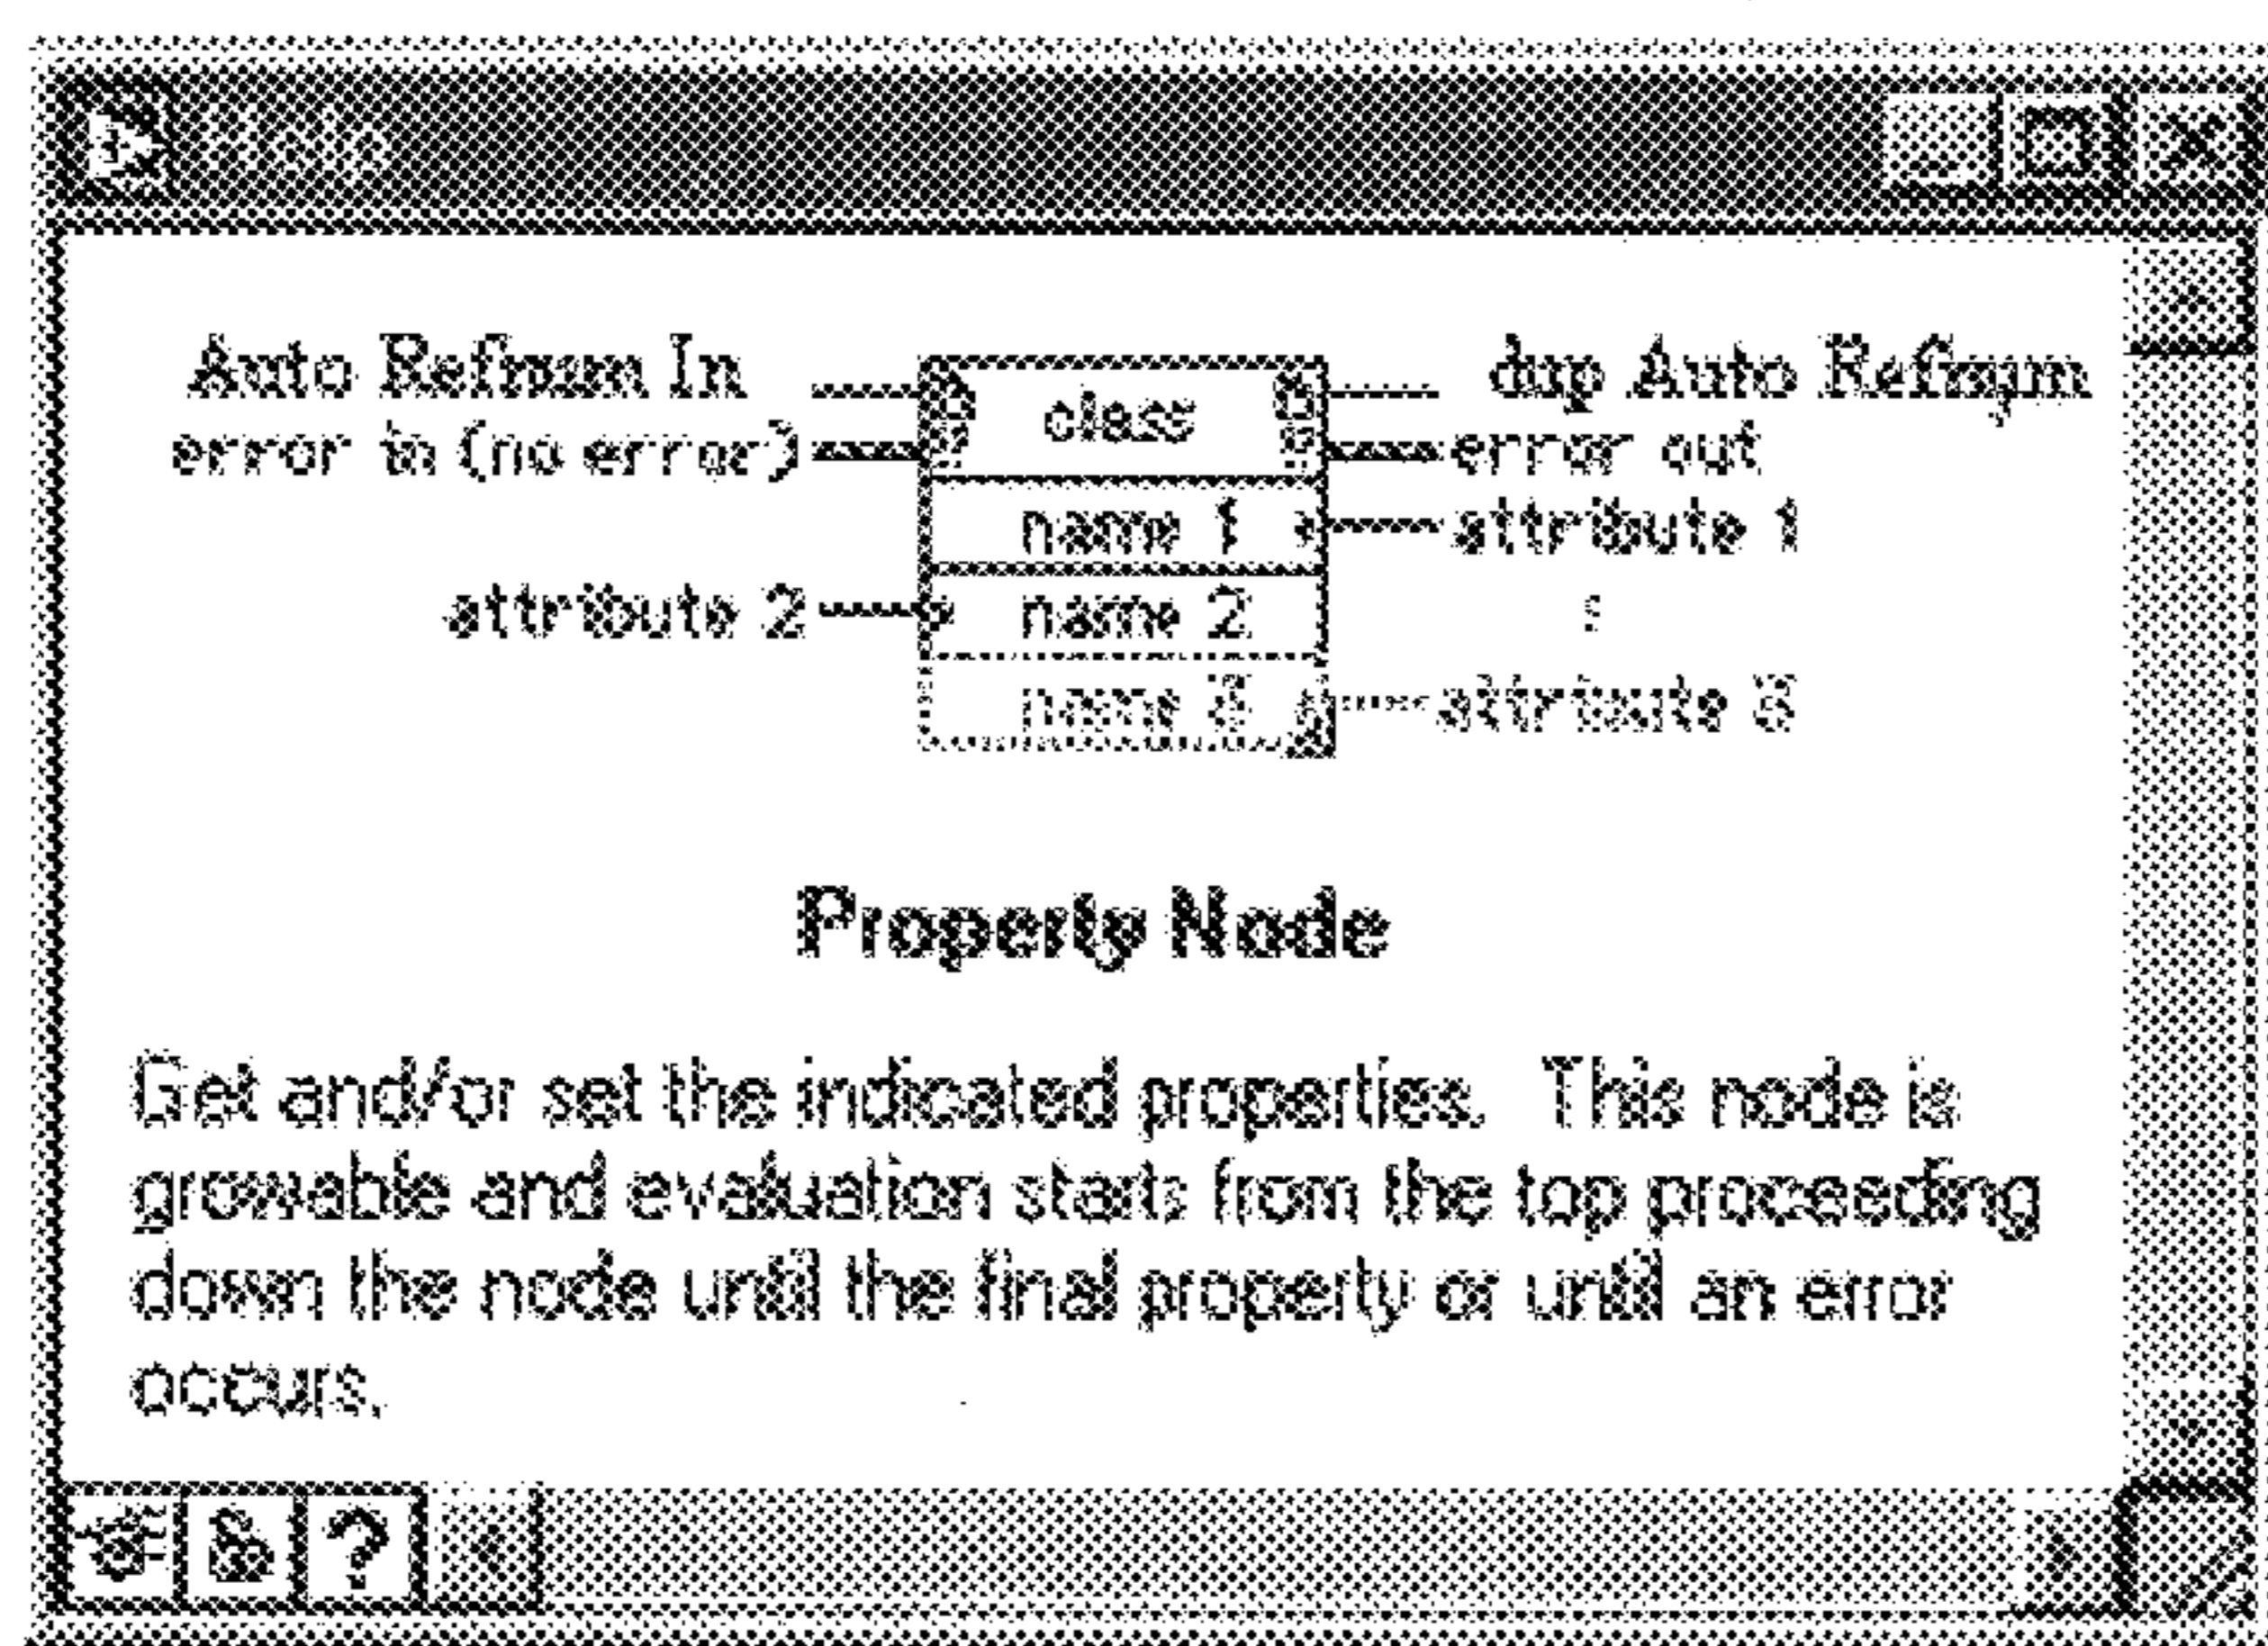 Help
Auto Refnum In class dup Auto Refnum
error in (no error) error out
name 1 attribute 1
attribute 2 name 2 :
name attribute
Property Node
Get and/or set the indicated properties. This node is
growable and evaluation starts from the top proceeding
down the node until the final property or until an error
occurs.
?